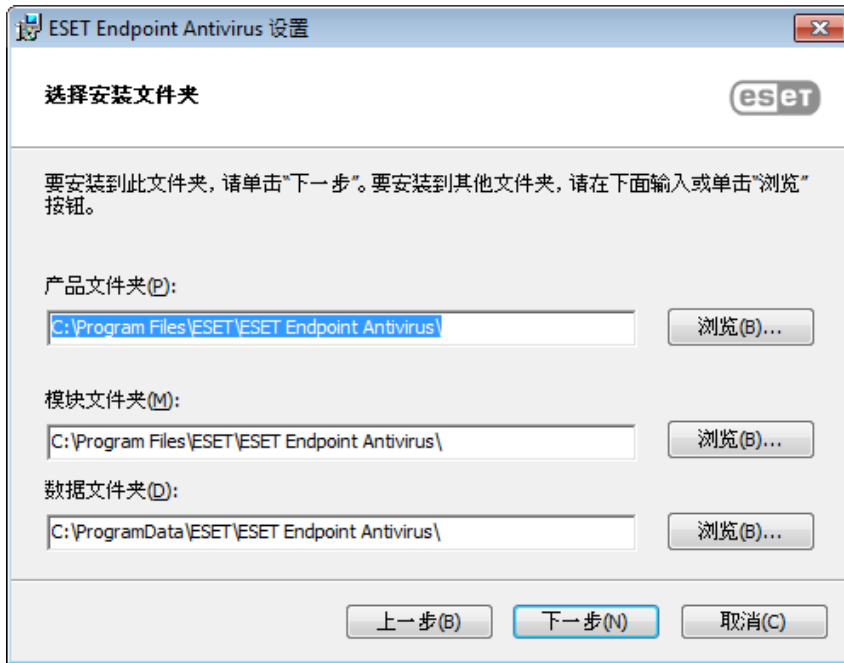 ESET Endpoint Antivirus 设置
选择安装文件夹
eseT
要安装到此文件夹，请单击“下一步”。要安装到其他文件夹，请在下面输入或单击“浏览”
按钮。
产品文件夹(P):
C:\Program Files\ESET\ESET Endpoint Antivirus\
浏览(B)...
模块文件夹(M):
C:\Program Files\ESET\ESET Endpoint Antivirus\
浏览(B)...
数据文件夹(D):
C:\ProgramData\ESET\ESET Endpoint Antivirus\
浏览(B)...
上一步(B)
下一步(N)
取消(C)